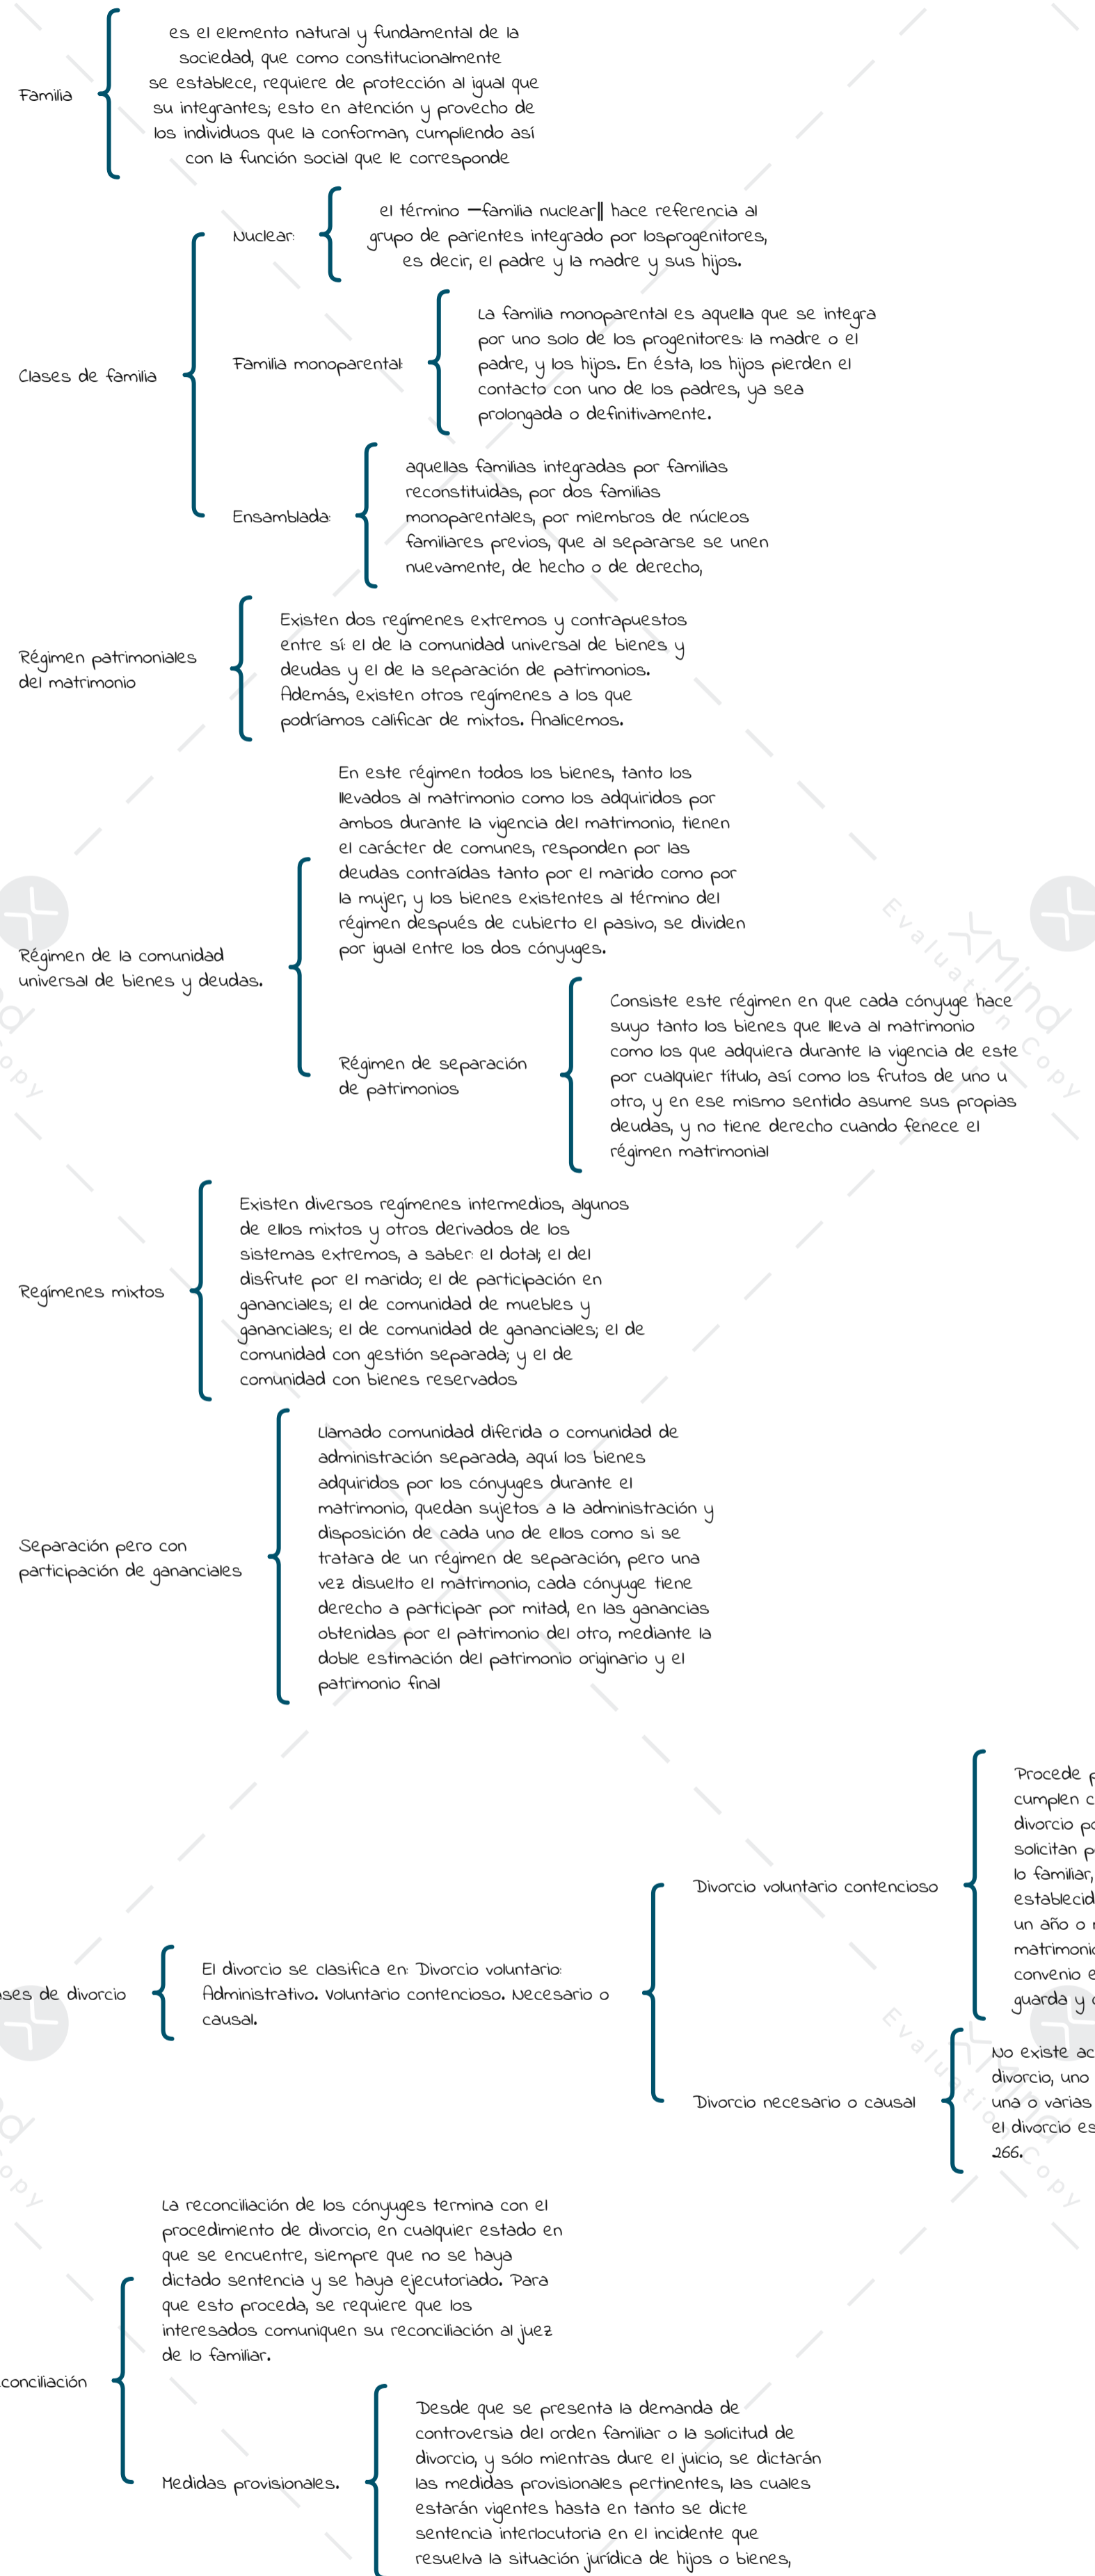 Familia
es el elemento natural y fundamental de la
sociedad, que como constitucionalmente
se establece, requiere de protección al igual que
su integrantes; esto en atención y provecho de
los individuos que la conforman, cumpliendo así
con la función social que le corresponde
Clases de familia
Nuclear:
el término ―familia nuclear‖ hace referencia al
grupo de parientes integrado por losprogenitores,
es decir, el padre y la madre y sus hijos.
Familia monoparental:
La familia monoparental es aquella que se integra
por uno solo de los progenitores: la madre o el
padre, y los hijos. En ésta, los hijos pierden el
contacto con uno de los padres, ya sea
prolongada o definitivamente.
Ensamblada:
aquellas familias integradas por familias
reconstituidas, por dos familias
monoparentales, por miembros de núcleos
familiares previos, que al separarse se unen
nuevamente, de hecho o de derecho,
Régimen patrimoniales
del matrimonio
Existen dos regímenes extremos y contrapuestos
entre sí: el de la comunidad universal de bienes y
deudas y el de la separación de patrimonios.
Además, existen otros regímenes a los que
podríamos calificar de mixtos. Analicemos.
Régimen de la comunidad
universal de bienes y deudas.
En este régimen todos los bienes, tanto los
llevados al matrimonio como los adquiridos por
ambos durante la vigencia del matrimonio, tienen
el carácter de comunes, responden por las
deudas contraídas tanto por el marido como por
la mujer, y los bienes existentes al término del
régimen después de cubierto el pasivo, se dividen
por igual entre los dos cónyuges.
Régimen de separación
de patrimonios
Consiste este régimen en que cada cónyuge hace
suyo tanto los bienes que lleva al matrimonio
como los que adquiera durante la vigencia de este
por cualquier título, así como los frutos de uno u
otro, y en ese mismo sentido asume sus propias
deudas, y no tiene derecho cuando fenece el
régimen matrimonial
Regímenes mixtos
Existen diversos regímenes intermedios, algunos
de ellos mixtos y otros derivados de los
sistemas extremos, a saber: el dotal; el del
disfrute por el marido; el de participación en
gananciales; el de comunidad de muebles y
gananciales; el de comunidad de gananciales; el de
comunidad con gestión separada; y el de
comunidad con bienes reservados
Separación pero con
participación de gananciales
Llamado comunidad diferida o comunidad de
administración separada, aquí los bienes
adquiridos por los cónyuges durante el
matrimonio, quedan sujetos a la administración y
disposición de cada uno de ellos como si se
tratara de un régimen de separación, pero una
vez disuelto el matrimonio, cada cónyuge tiene
derecho a participar por mitad, en las ganancias
obtenidas por el patrimonio del otro, mediante la
doble estimación del patrimonio originario y el
patrimonio final
ses de divorcio
El divorcio se clasifica en: Divorcio voluntario:
Administrativo. Voluntario contencioso. Necesario o
causal.
Divorcio voluntario contencioso
Procede
cumplen
divorcio
solicitan
lo familiar,
establecid
un año o
matrimonio
convenio
guarda y
Divorcio necesario o causal
No existe
divorcio, uno
una o varias
el divorcio
266.
conciliación
La reconciliación de los cónyuges termina con el
procedimiento de divorcio, en cualquier estado en
que se encuentre, siempre que no se haya
dictado sentencia y se haya ejecutoriado. Para
que esto proceda, se requiere que los
interesados comuniquen su reconciliación al juez
de lo familiar.
Medidas provisionales.
Desde que se presenta la demanda de
controversia del orden familiar o la solicitud de
divorcio, y sólo mientras dure el juicio, se dictarán
las medidas provisionales pertinentes, las cuales
estarán vigentes hasta en tanto se dicte
sentencia interlocutoria en el incidente que
resuelva la situación jurídica de hijos o bienes,
XMind
Evaluation Copy
XMind
Evaluation Copy